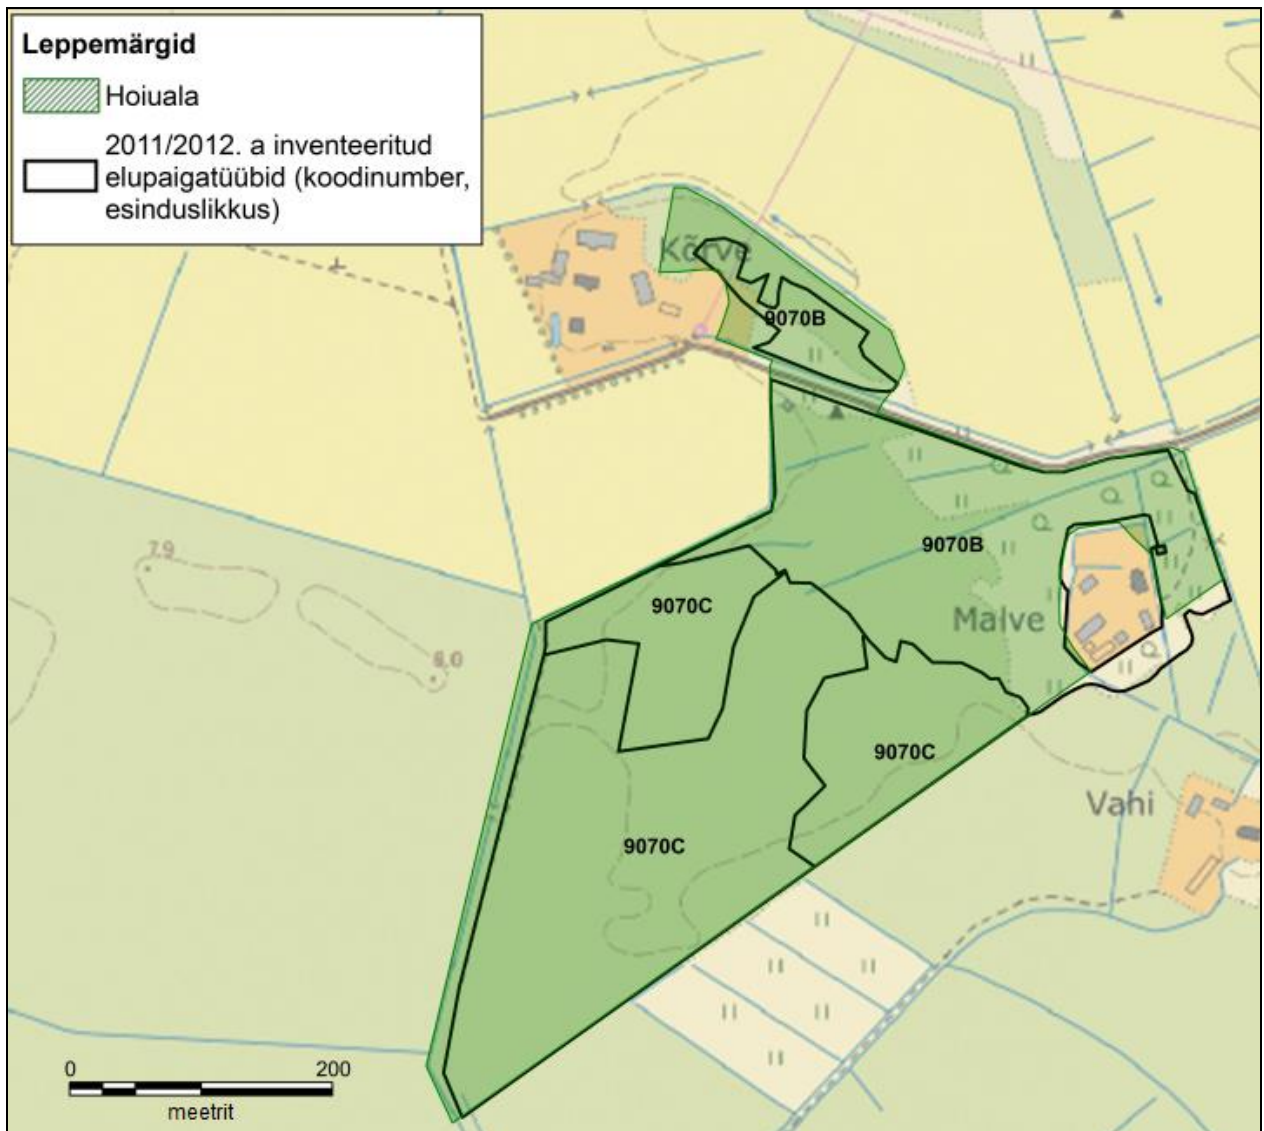 Leppemärgid
Hoiuala
2011/2012. a inventeeritud
elupaigatüübid (koodinumber,
esinduslikkus)
Kõrve
9070B
9070B
7.9
9070C
Malve
6.0
9070C
Vahi
9070C
0 200
meetrit